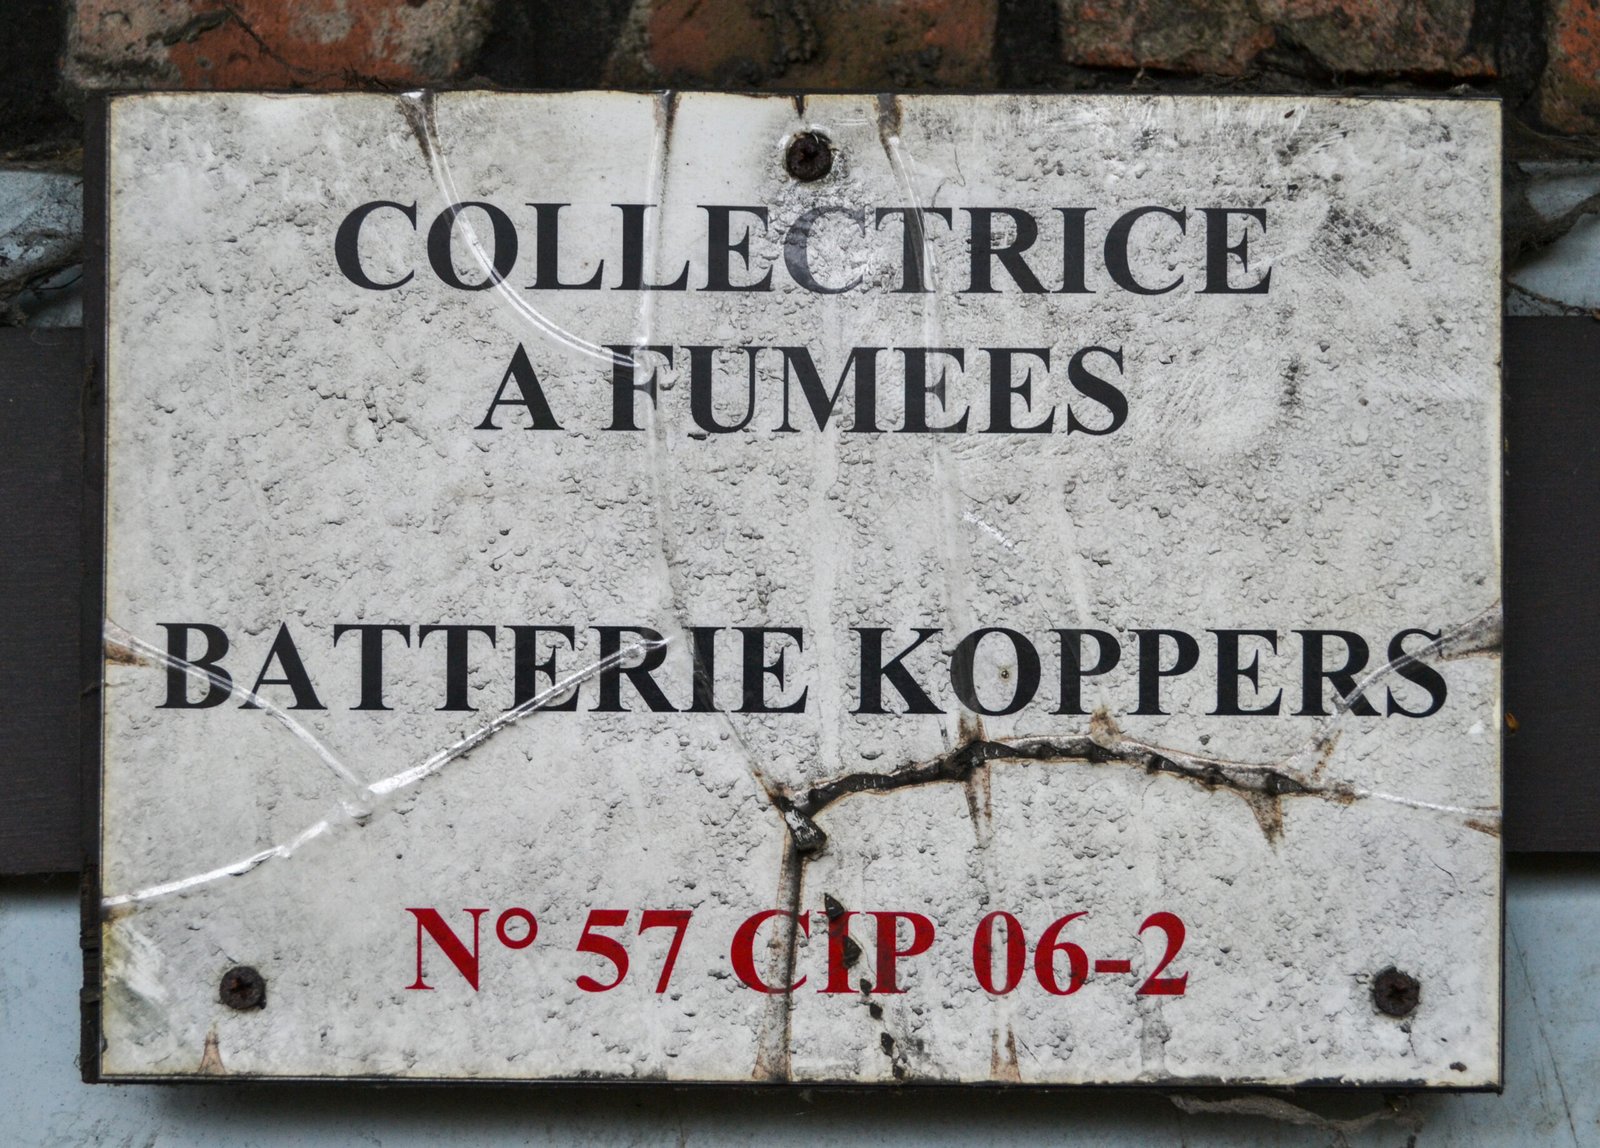 COLLECTRICE
A FUMEES
BATTERIE KOPPERS
N° 57 CIP 06-2